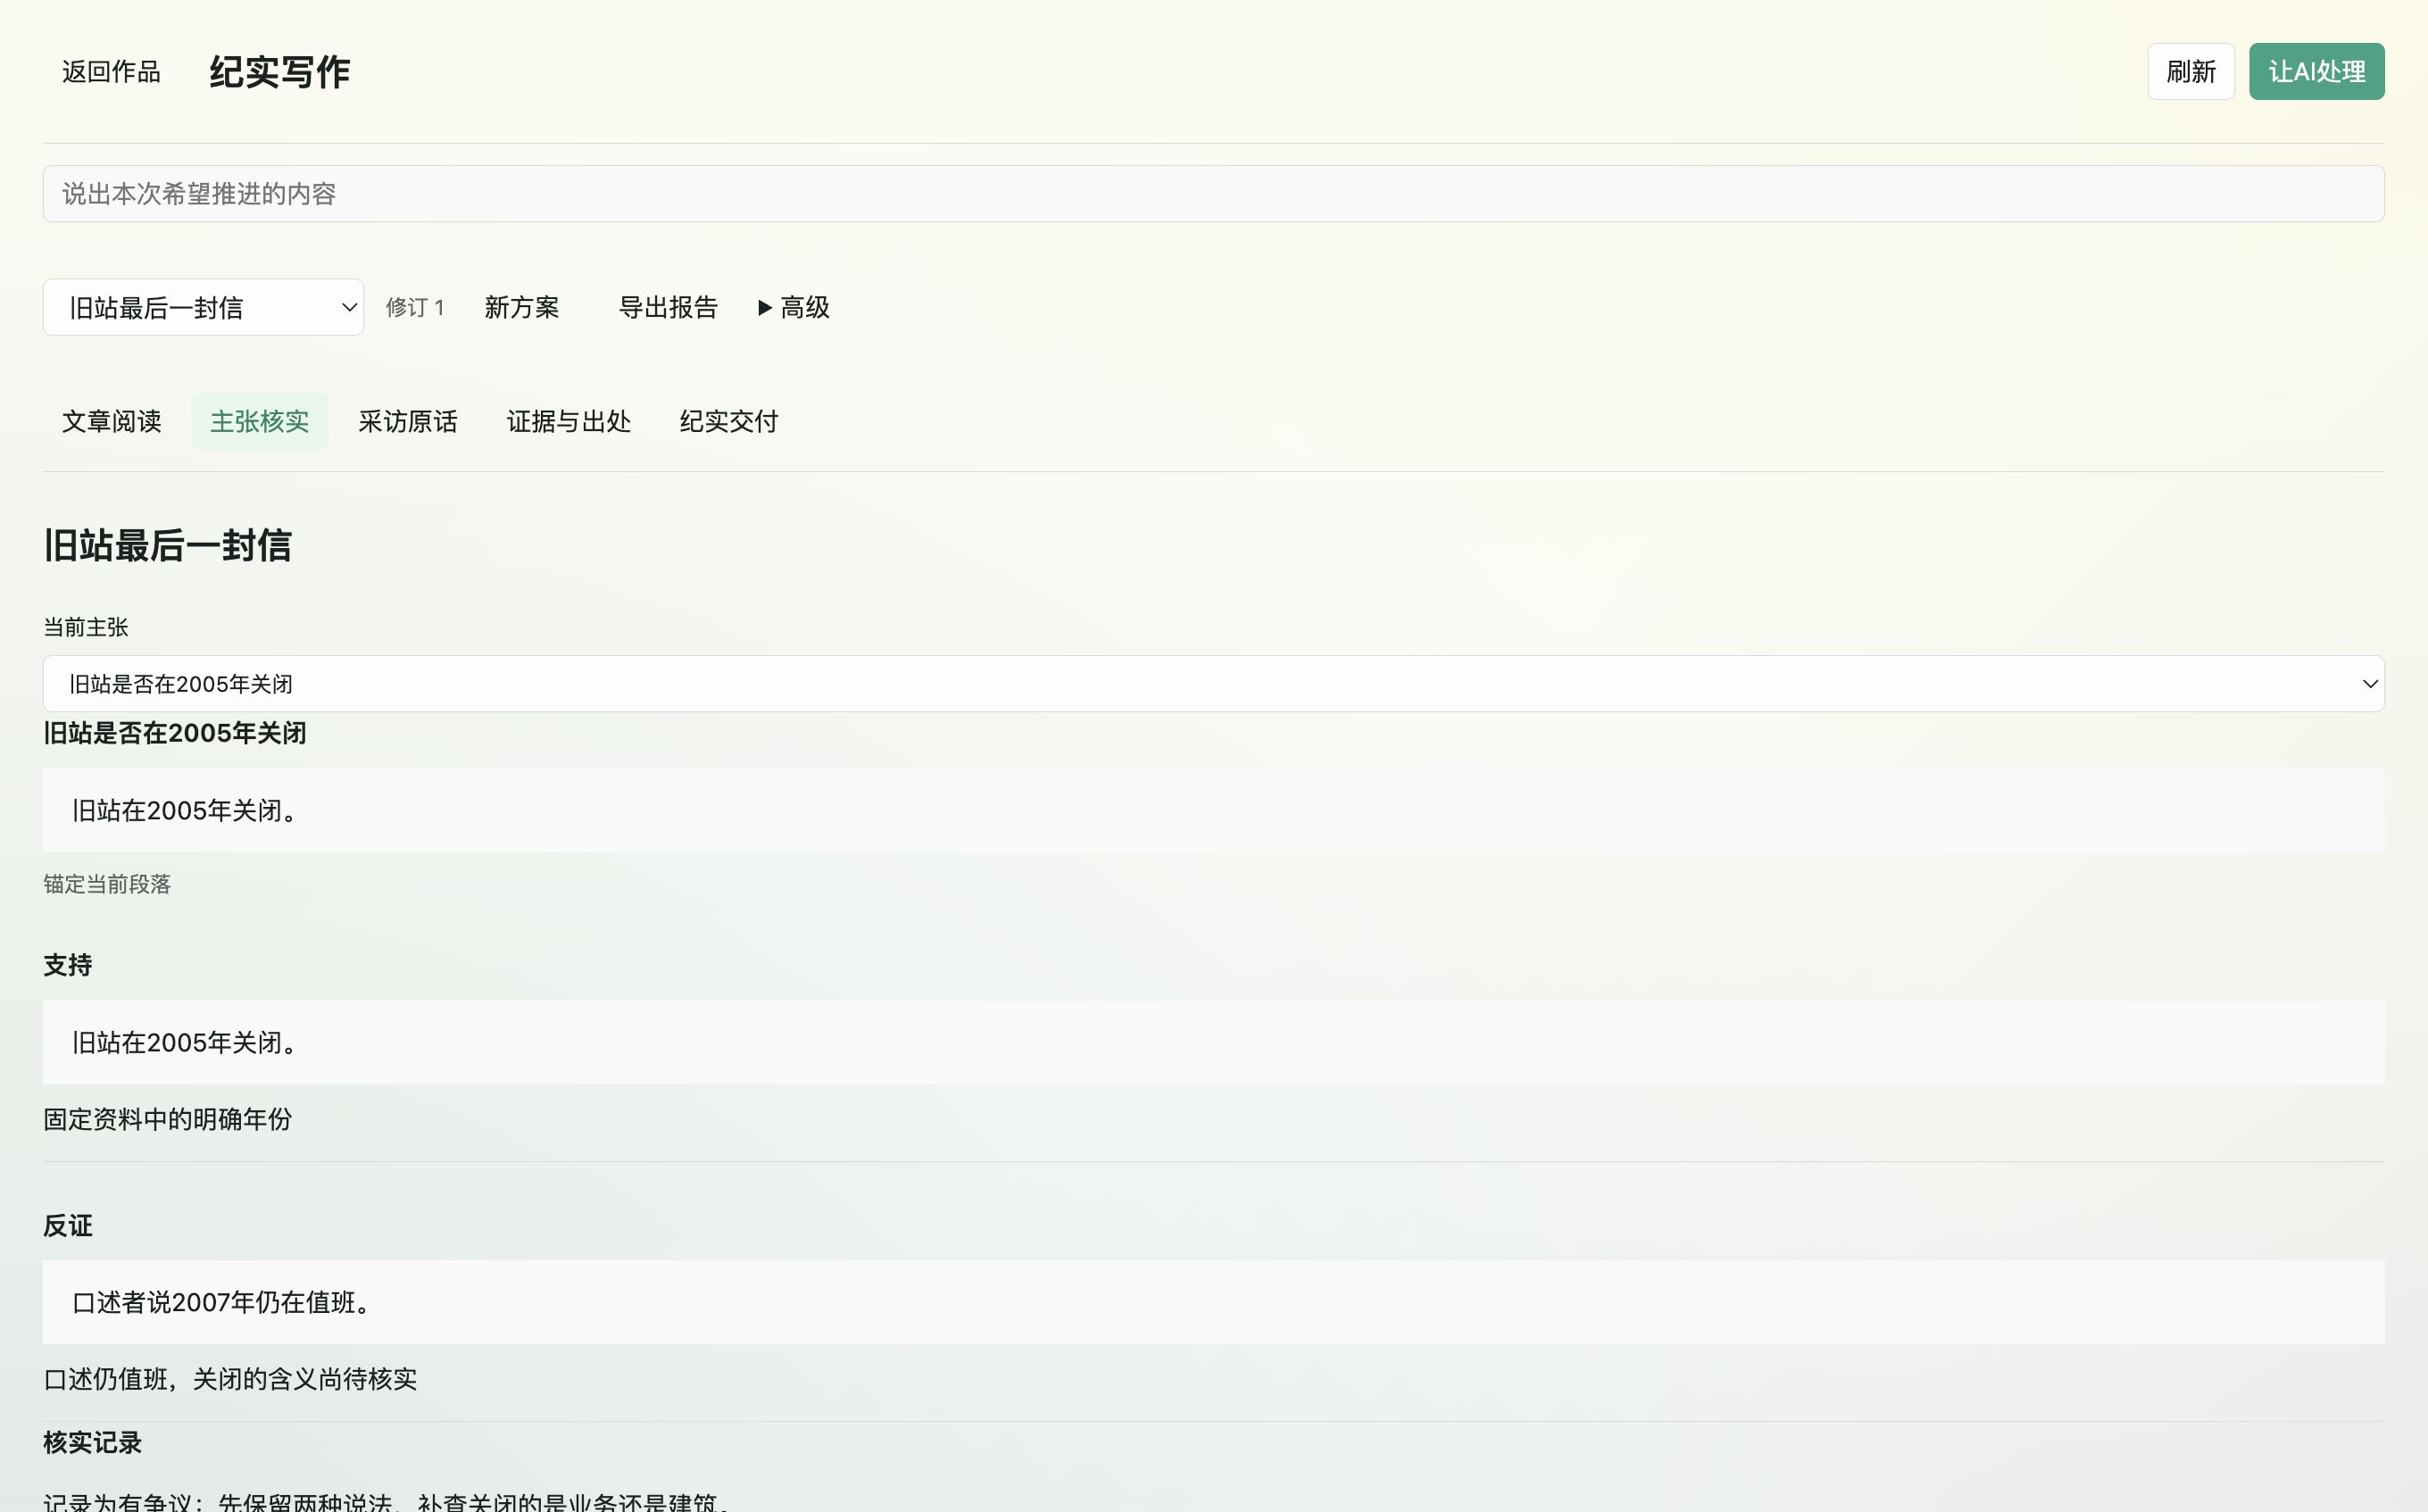 返回作品
纪实写作
刷新
让AI处理
说出本次希望推进的内容
旧站最后一封信
修订 1
新方案
导出报告
▶ 高级
文章阅读
主张核实
采访原话
证据与出处
纪实交付
旧站最后一封信
当前主张
旧站是否在2005年关闭
旧站是否在2005年关闭
旧站在2005年关闭。
锚定当前段落
支持
旧站在2005年关闭。
固定资料中的明确年份
反证
口述者说2007年仍在值班。
口述仍值班，关闭的含义尚待核实
核实记录
记录为有争议：先保留两种说法，补查关闭的是业务还是建筑。